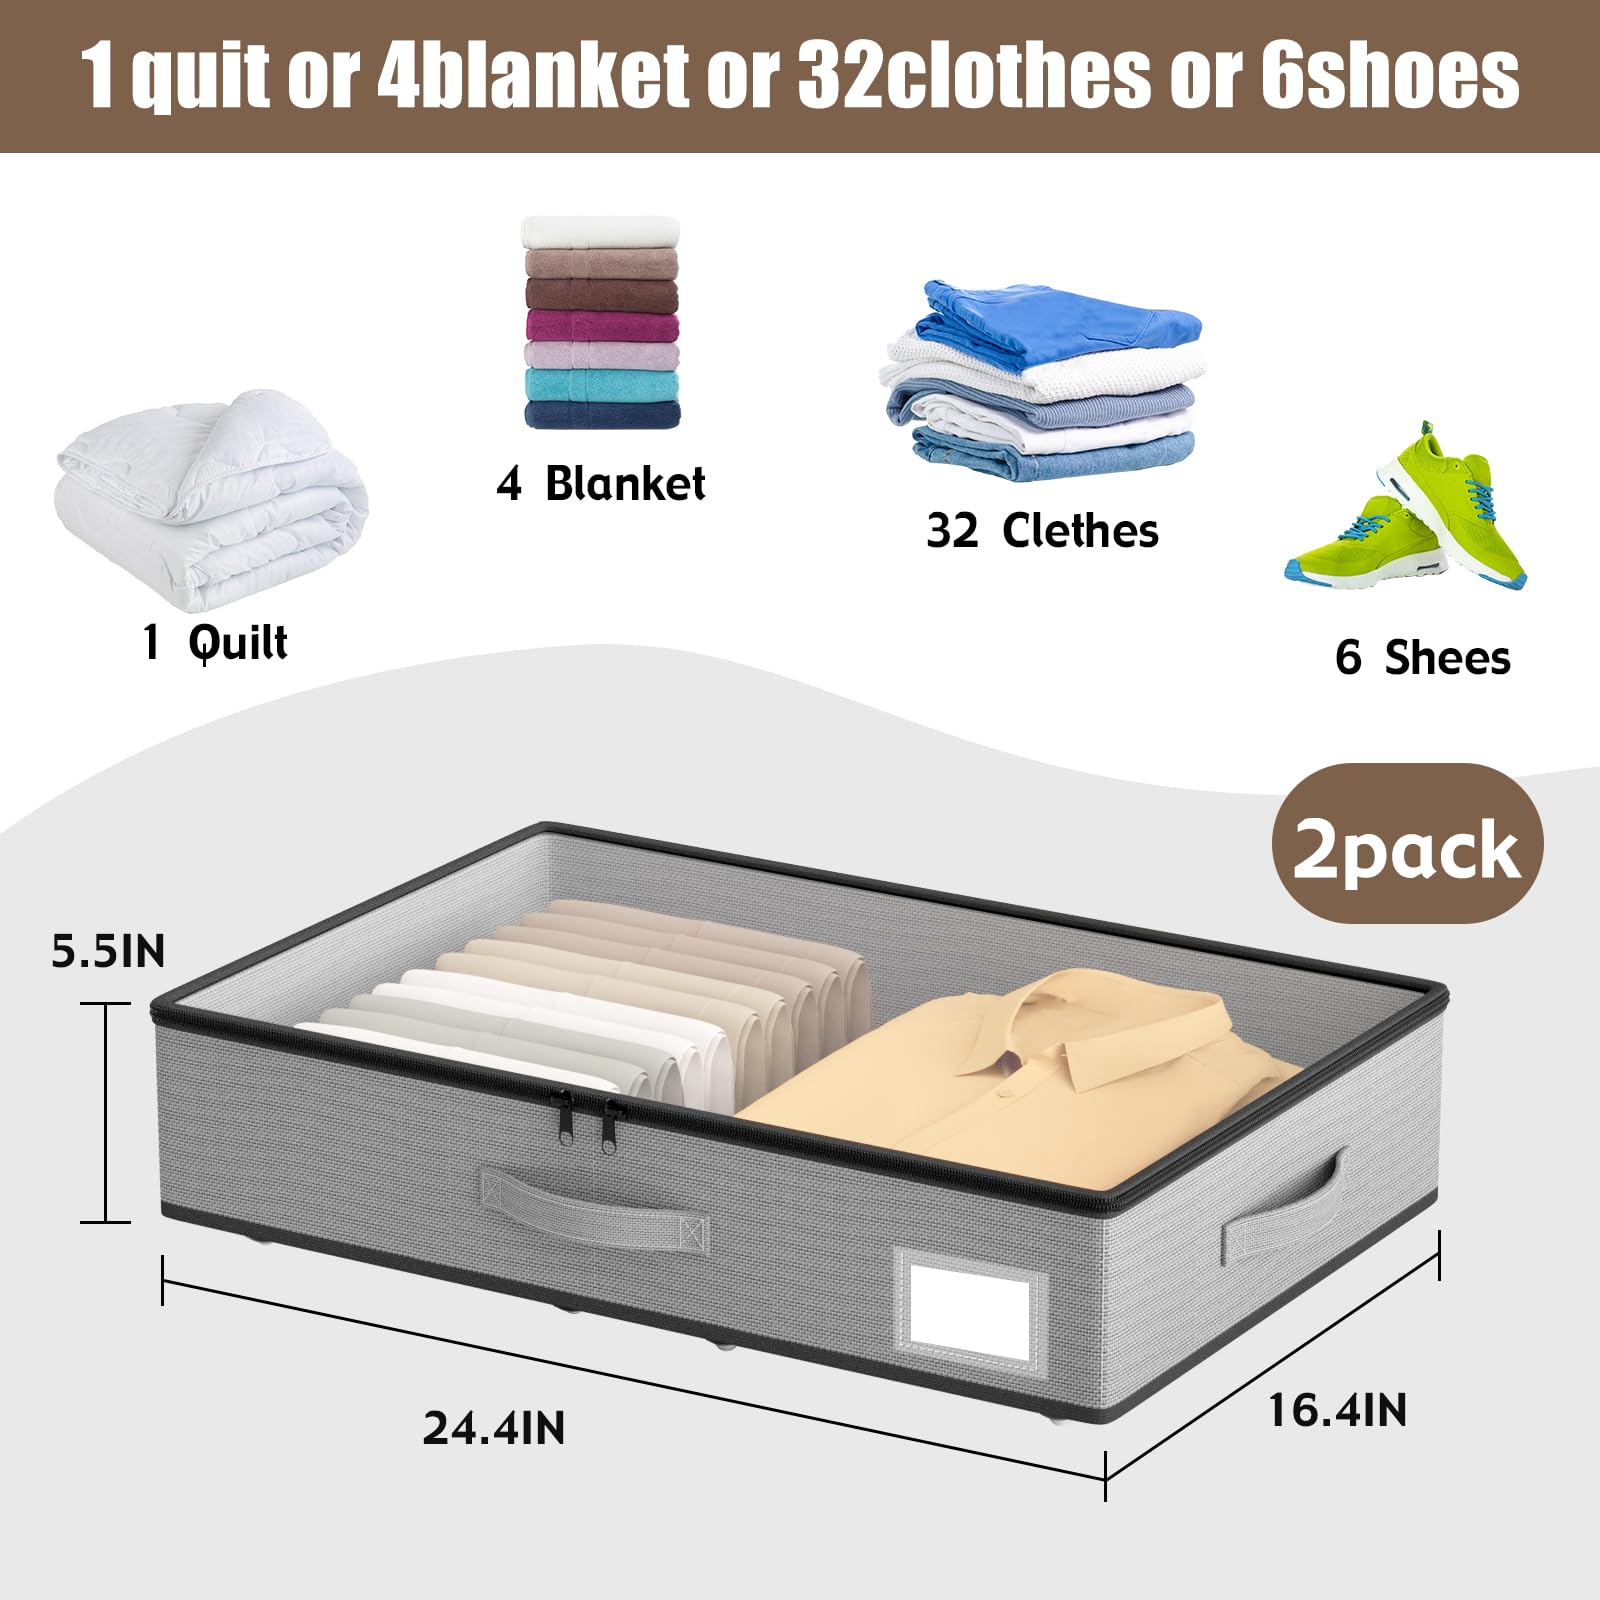 1 quit or 4blanket or 32clothes or 6shoes
4 Blanket
32 Clethes
1 Quilt
6 Shees
2pack
5.5IN
24.4IN
16.4IN